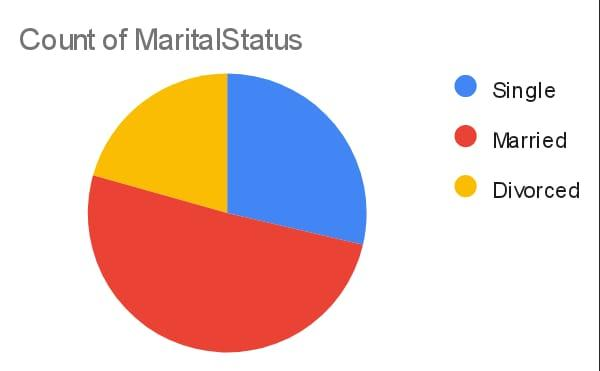 Count of MaritalStatus
Single
Married
Divorced